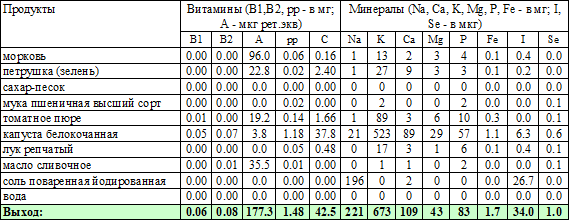 Продукты Витамины (B1,B2, pp - в мг; Минералы (Na, Ca, K, Mg, P, Fe - в мг; I,
A - мкг рет.экв) Se - в мкг)
B1 B2 A pp C Na K Ca Mg P Fe I Se
морковь 0.00 0.00 96.0 0.06 0.16 1 13 2 3 4 0.1 0.4 0.0
петрушка (зелень) 0.00 0.00 22.8 0.02 2.40 1 27 9 3 3 0.1 0.2 0.0
сахар-песок 0.00 0.00 0.0 0.00 0.00 0 0 0 0 0 0.0 0.0 0.0
мука пшеничная высший сорт 0.00 0.00 0.0 0.02 0.00 0 2 0 0 2 0.0 0.0 0.1
томатное пюре 0.01 0.00 19.2 0.14 1.66 1 89 3 6 10 0.3 0.0 0.1
капуста белокочанная 0.05 0.07 3.8 1.18 37.8 21 523 89 29 57 1.1 6.3 0.6
лук репчатый 0.00 0.00 0.0 0.05 0.48 0 17 3 1 6 0.1 0.4 0.1
масло сливочное 0.00 0.01 35.5 0.01 0.00 0 1 1 0 2 0.0 0.0 0.1
соль поваренная йодированная 0.00 0.00 0.0 0.00 0.00 196 0 2 0 0 0.0 26.7 0.0
вода 0.00 0.00 0.0 0.00 0.00 0 0 0 0 0 0.0 0.0 0.0
Выход: 0.06 0.08 177.3 1.48 42.5 221 673 109 43 83 1.7 34.0 1.0